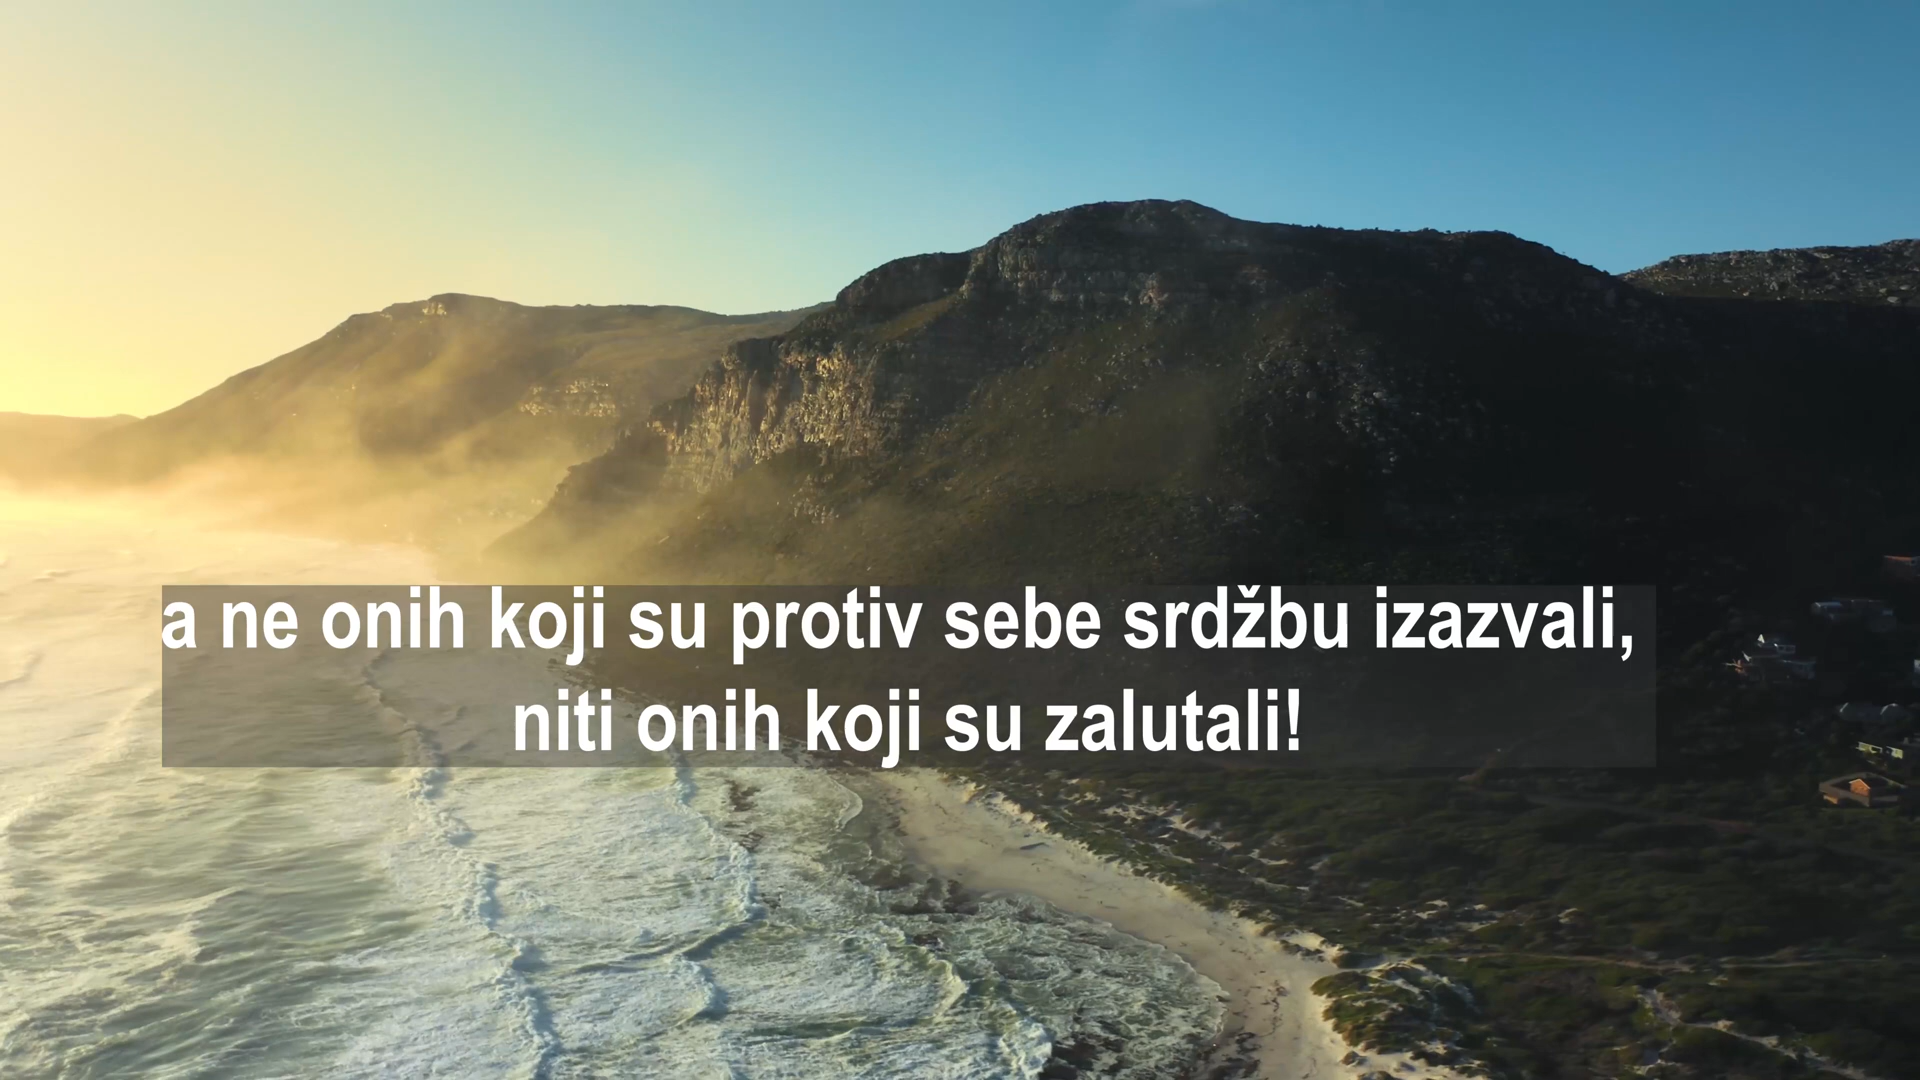 a ne onih koji su protiv sebe srdžbu izazvali,
niti onih koji su zalutali!